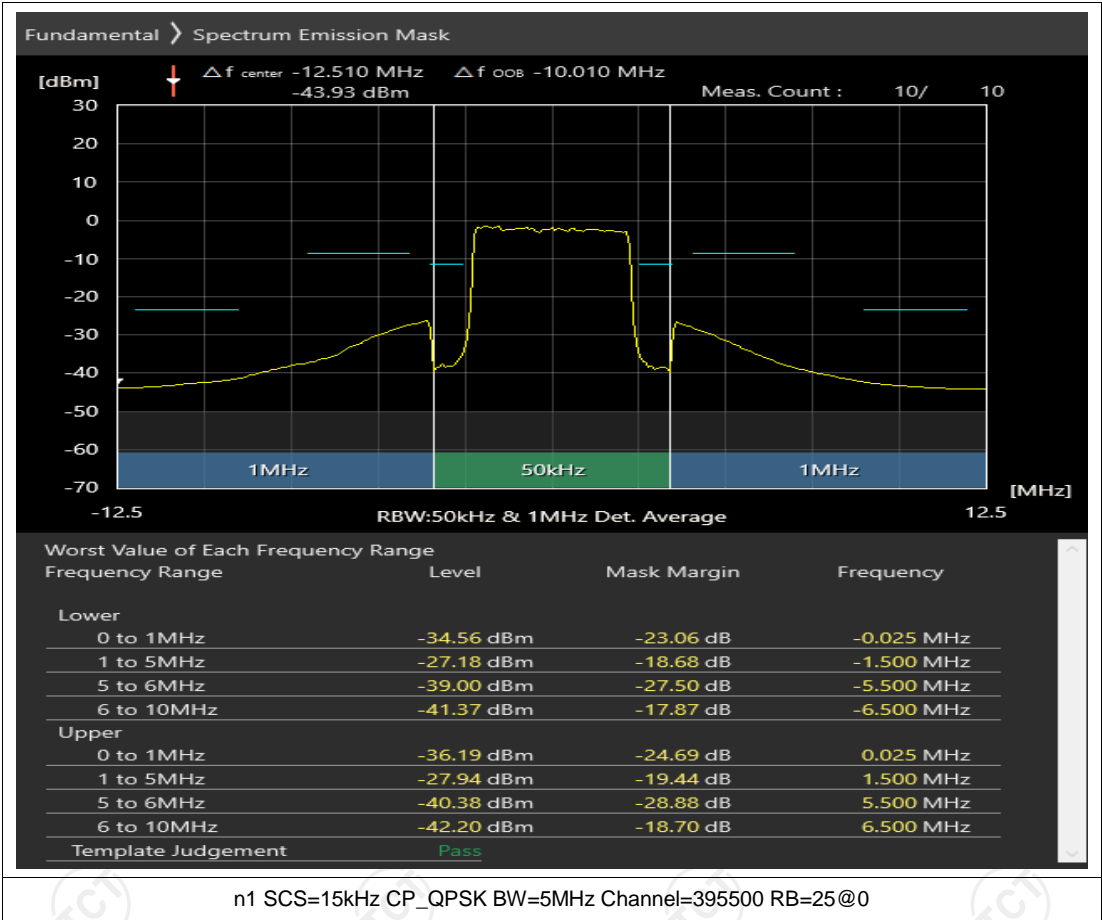 Fundamental ❯ Spectrum Emission Mask
[dBm] △f center -12.510 MHz △f OOB -10.010 MHz
-43.93 dBm Meas. Count : 10/ 10
30
20
10
0
-10
-20
-30
-40
-50
-60
1MHz 50kHz 1MHz
-70 [MHz]
-12.5 RBW:50kHz & 1MHz Det. Average 12.5
Worst Value of Each Frequency Range
Frequency Range Level Mask Margin Frequency
Lower
0 to 1MHz -34.56 dBm -23.06 dB -0.025 MHz
1 to 5MHz -27.18 dBm -18.68 dB -1.500 MHz
5 to 6MHz -39.00 dBm -27.50 dB -5.500 MHz
6 to 10MHz -41.37 dBm -17.87 dB -6.500 MHz
Upper
0 to 1MHz -36.19 dBm -24.69 dB 0.025 MHz
1 to 5MHz -27.94 dBm -19.44 dB 1.500 MHz
5 to 6MHz -40.38 dBm -28.88 dB 5.500 MHz
6 to 10MHz -42.20 dBm -18.70 dB 6.500 MHz
Template Judgement Pass
TCT TCT TCT TCT
n1 SCS=15kHz CP_QPSK BW=5MHz Channel=395500 RB=25@0